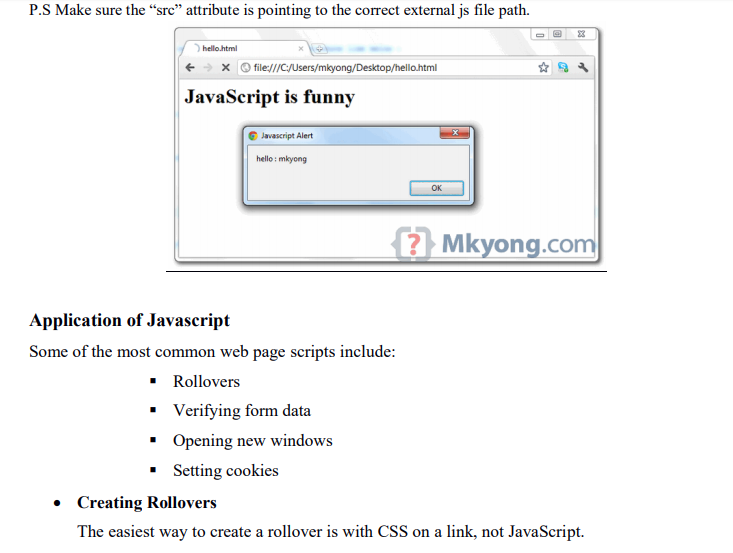 P.S Make sure the “src” attribute is pointing to the correct external js file path.
hello.html
file:///C:/Users/mkyong/Desktop/hello.html
JavaScript is funny
Javascript Alert
hello : mkyong
OK
{?} Mkyong.com
Application of Javascript
Some of the most common web page scripts include:
▪ Rollovers
▪ Verifying form data
▪ Opening new windows
▪ Setting cookies
• Creating Rollovers
The easiest way to create a rollover is with CSS on a link, not JavaScript.